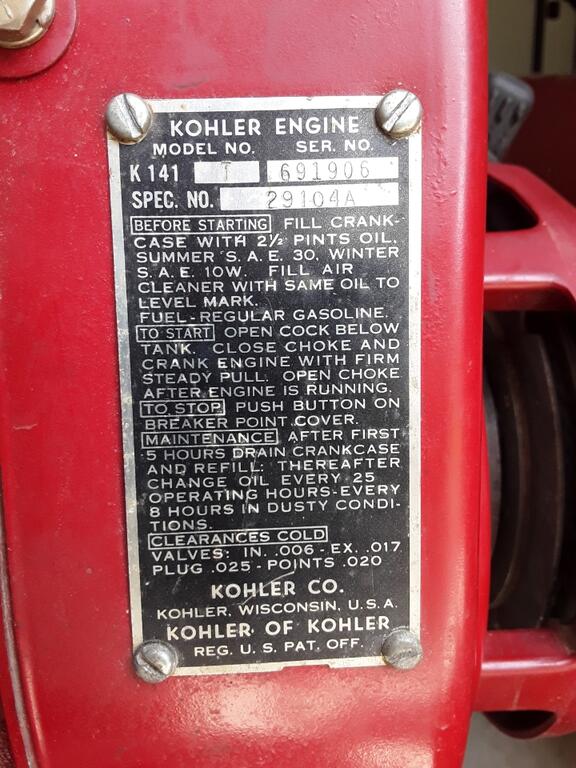 KOHLER ENGINE
MODEL NO. SER. NO.
K 141 T 691906
SPEC. NO. 29104A
BEFORE STARTING FILL CRANK-
CASE WITH 2½ PINTS OIL.
SUMMER S.A.E. 30, WINTER
S.A.E. 10W. FILL AIR
CLEANER WITH SAME OIL TO
LEVEL MARK.
FUEL-REGULAR GASOLINE.
TO START OPEN COCK BELOW
TANK. CLOSE CHOKE AND
CRANK ENGINE WITH FIRM
STEADY PULL. OPEN CHOKE
AFTER ENGINE IS RUNNING.
TO STOP PUSH BUTTON ON
BREAKER POINT COVER.
MAINTENANCE AFTER FIRST
5 HOURS DRAIN CRANKCASE
AND REFILL: THEREAFTER
CHANGE OIL EVERY 25
OPERATING HOURS-EVERY
8 HOURS IN DUSTY CONDI-
TIONS.
CLEARANCES COLD
VALVES: IN. .006 - EX. .017
PLUG .025 - POINTS .020
KOHLER CO.
KOHLER, WISCONSIN, U.S.A.
KOHLER OF KOHLER
REG. U. S. PAT. OFF.